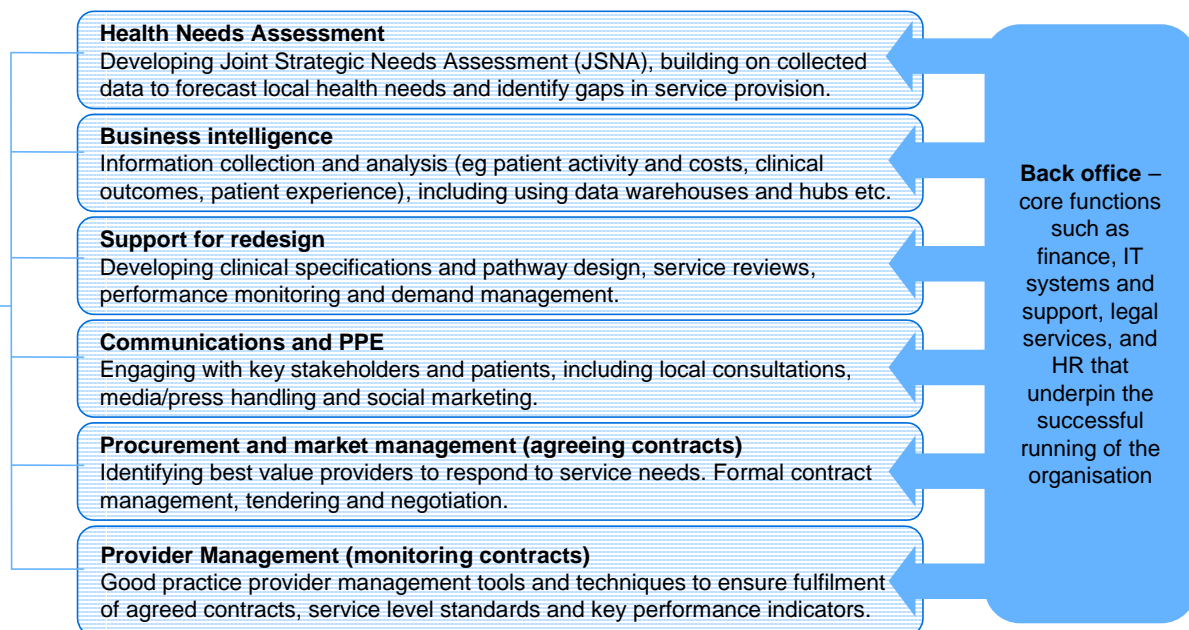 Health Needs Assessment
Developing Joint Strategic Needs Assessment (JSNA), building on collected
data to forecast local health needs and identify gaps in service provision.
Business intelligence
Information collection and analysis (eg patient activity and costs, clinical
outcomes, patient experience), including using data warehouses and hubs etc.
Support for redesign
Developing clinical specifications and pathway design, service reviews,
performance monitoring and demand management.
Communications and PPE
Engaging with key stakeholders and patients, including local consultations,
media/press handling and social marketing.
Procurement and market management (agreeing contracts)
Identifying best value providers to respond to service needs. Formal contract
management, tendering and negotiation.
Provider Management (monitoring contracts)
Good practice provider management tools and techniques to ensure fulfilment
of agreed contracts, service level standards and key performance indicators.
Back office –
core functions
such as
finance, IT
systems and
support, legal
services, and
HR that
underpin the
successful
running of the
organisation